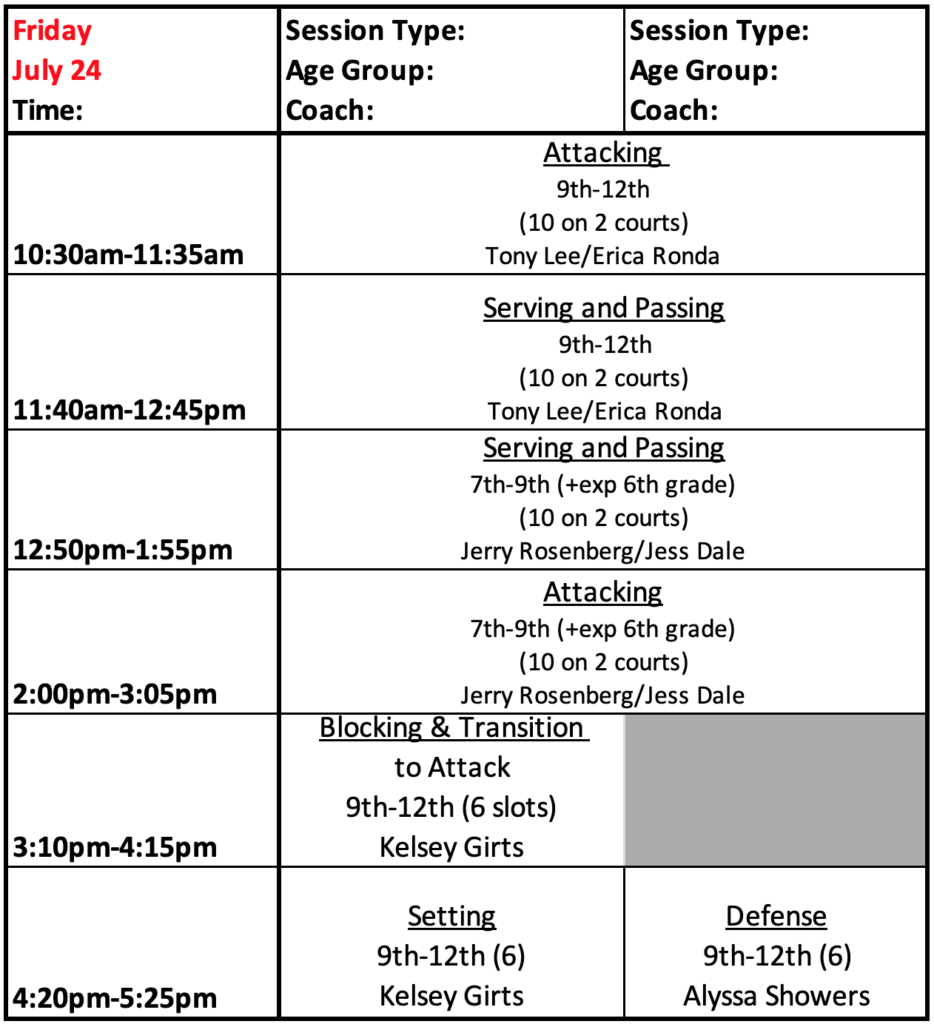 Friday
July 24
Time:
Session Type:
Age Group:
Coach:
Session Type:
Age Group:
Coach:
10:30am-11:35am
Attacking
9th-12th
(10 on 2 courts)
Tony Lee/Erica Ronda
11:40am-12:45pm
Serving and Passing
9th-12th
(10 on 2 courts)
Tony Lee/Erica Ronda
12:50pm-1:55pm
Serving and Passing
7th-9th (+exp 6th grade)
(10 on 2 courts)
Jerry Rosenberg/Jess Dale
2:00pm-3:05pm
Attacking
7th-9th (+exp 6th grade)
(10 on 2 courts)
Jerry Rosenberg/Jess Dale
3:10pm-4:15pm
Blocking & Transition
to Attack
9th-12th (6 slots)
Kelsey Girts
4:20pm-5:25pm
Setting
9th-12th (6)
Kelsey Girts
Defense
9th-12th (6)
Alyssa Showers